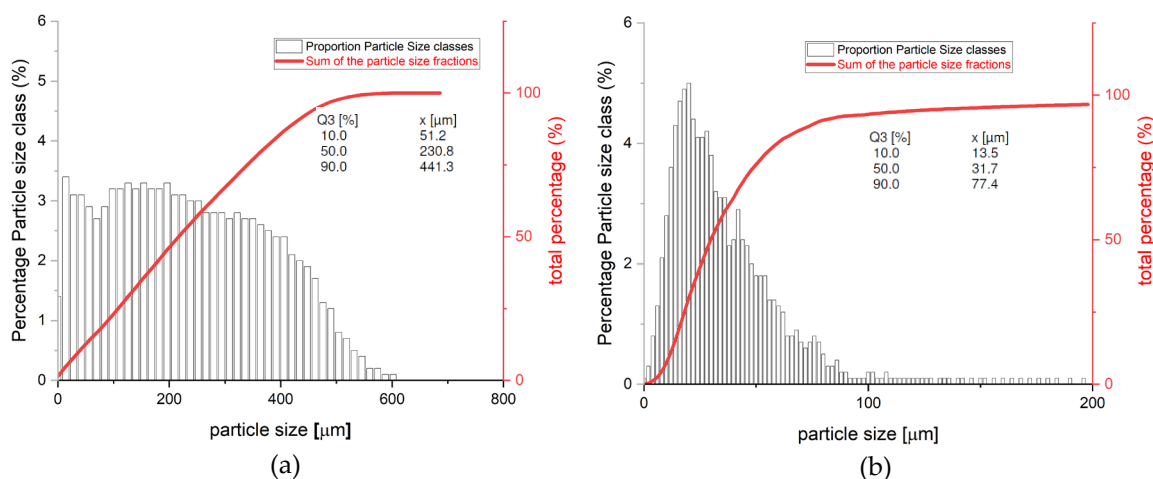 6
5
4
3
2
1
0
Percentage Particle size class (%)
Proportion Particle Size classes
Sum of the particle size fractions
Q3 [%] x [μm]
10.0 51.2
50.0 230.8
90.0 441.3
100
50
0
total percentage (%)
0 200 400 600 800
particle size [μm]
(a)
6
4
2
0
Percentage Particle size class (%)
Proportion Particle Size classes
Sum of the particle size fractions
Q3 [%] x [μm]
10.0 13.5
50.0 31.7
90.0 77.4
100
50
0
total percentage (%)
0 100 200
particle size [μm]
(b)